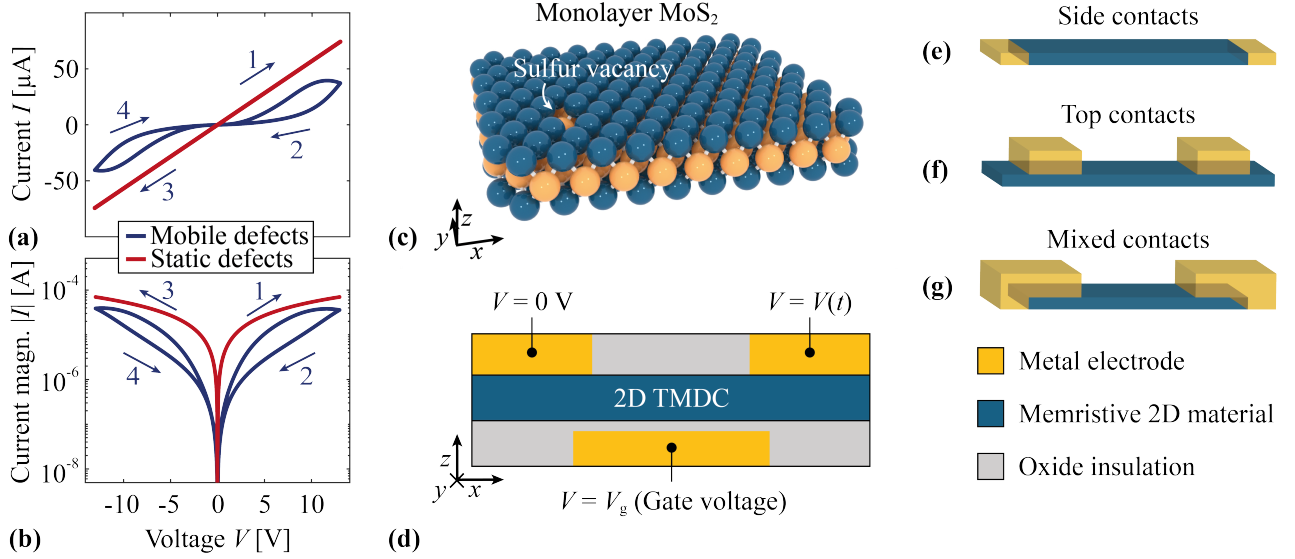 Current I [µA]
50
0
-50
1
2
3
4
(a)
Mobile defects
Static defects
Current magn. |I| [A]
10⁻⁴
10⁻⁶
10⁻⁸
3
1
4
2
-10
-5
0
5
10
Voltage V [V]
(b)
Monolayer MoS₂
Sulfur vacancy
z
y
x
(c)
V = 0 V
V = V(t)
2D TMDC
z
y
x
V = Vg (Gate voltage)
(d)
Side contacts
(e)
Top contacts
(f)
Mixed contacts
(g)
Metal electrode
Memristive 2D material
Oxide insulation